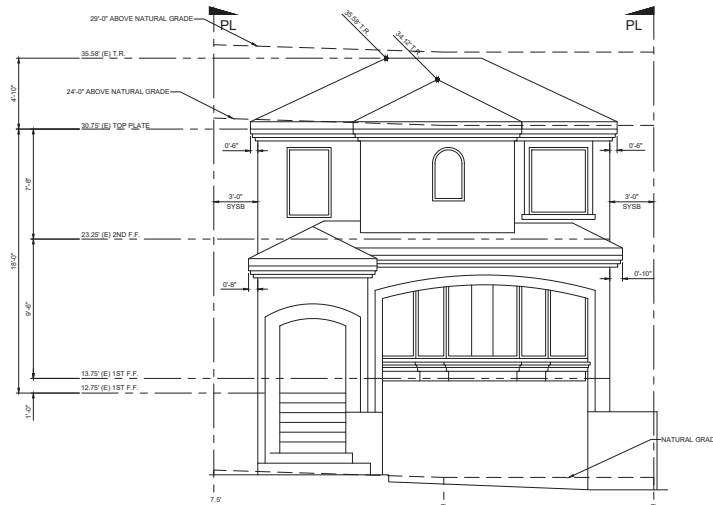 29'-0" ABOVE NATURAL GRADE
PL
PL
35.58' T.R.
34.12' T.R.
35.58' (E) T.R.
4'-10"
24'-0" ABOVE NATURAL GRADE
30.75' (E) TOP PLATE
0'-6"
0'-6"
7'-6"
3'-0"
SYSB
3'-0"
SYSB
23.25' (E) 2ND F.F.
18'-0"
0'-8"
0'-10"
9'-6"
13.75' (E) 1ST F.F.
12.75' (E) 1ST F.F.
1'-0"
NATURAL GRAD
7.5'